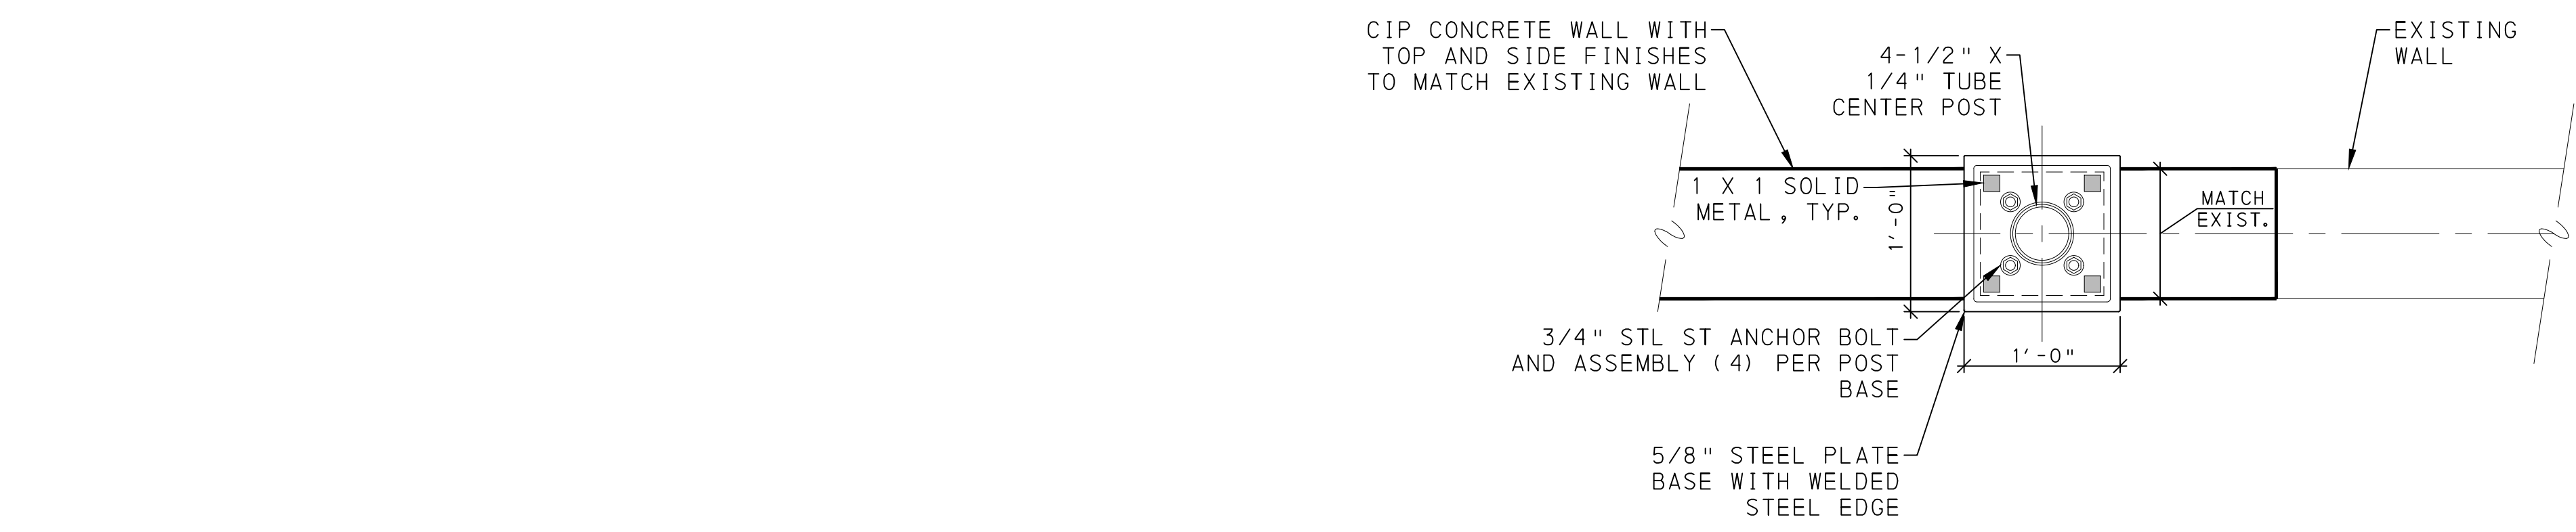 CIP CONCRETE WALL WITH
TOP AND SIDE FINISHES
TO MATCH EXISTING WALL
4-1/2" X
1/4" TUBE
CENTER POST
EXISTING
WALL
1 X 1 SOLID
METAL, TYP.
1'-0"
MATCH
EXIST.
3/4" STL ST ANCHOR BOLT
AND ASSEMBLY (4) PER POST
BASE
1'-0"
5/8" STEEL PLATE
BASE WITH WELDED
STEEL EDGE